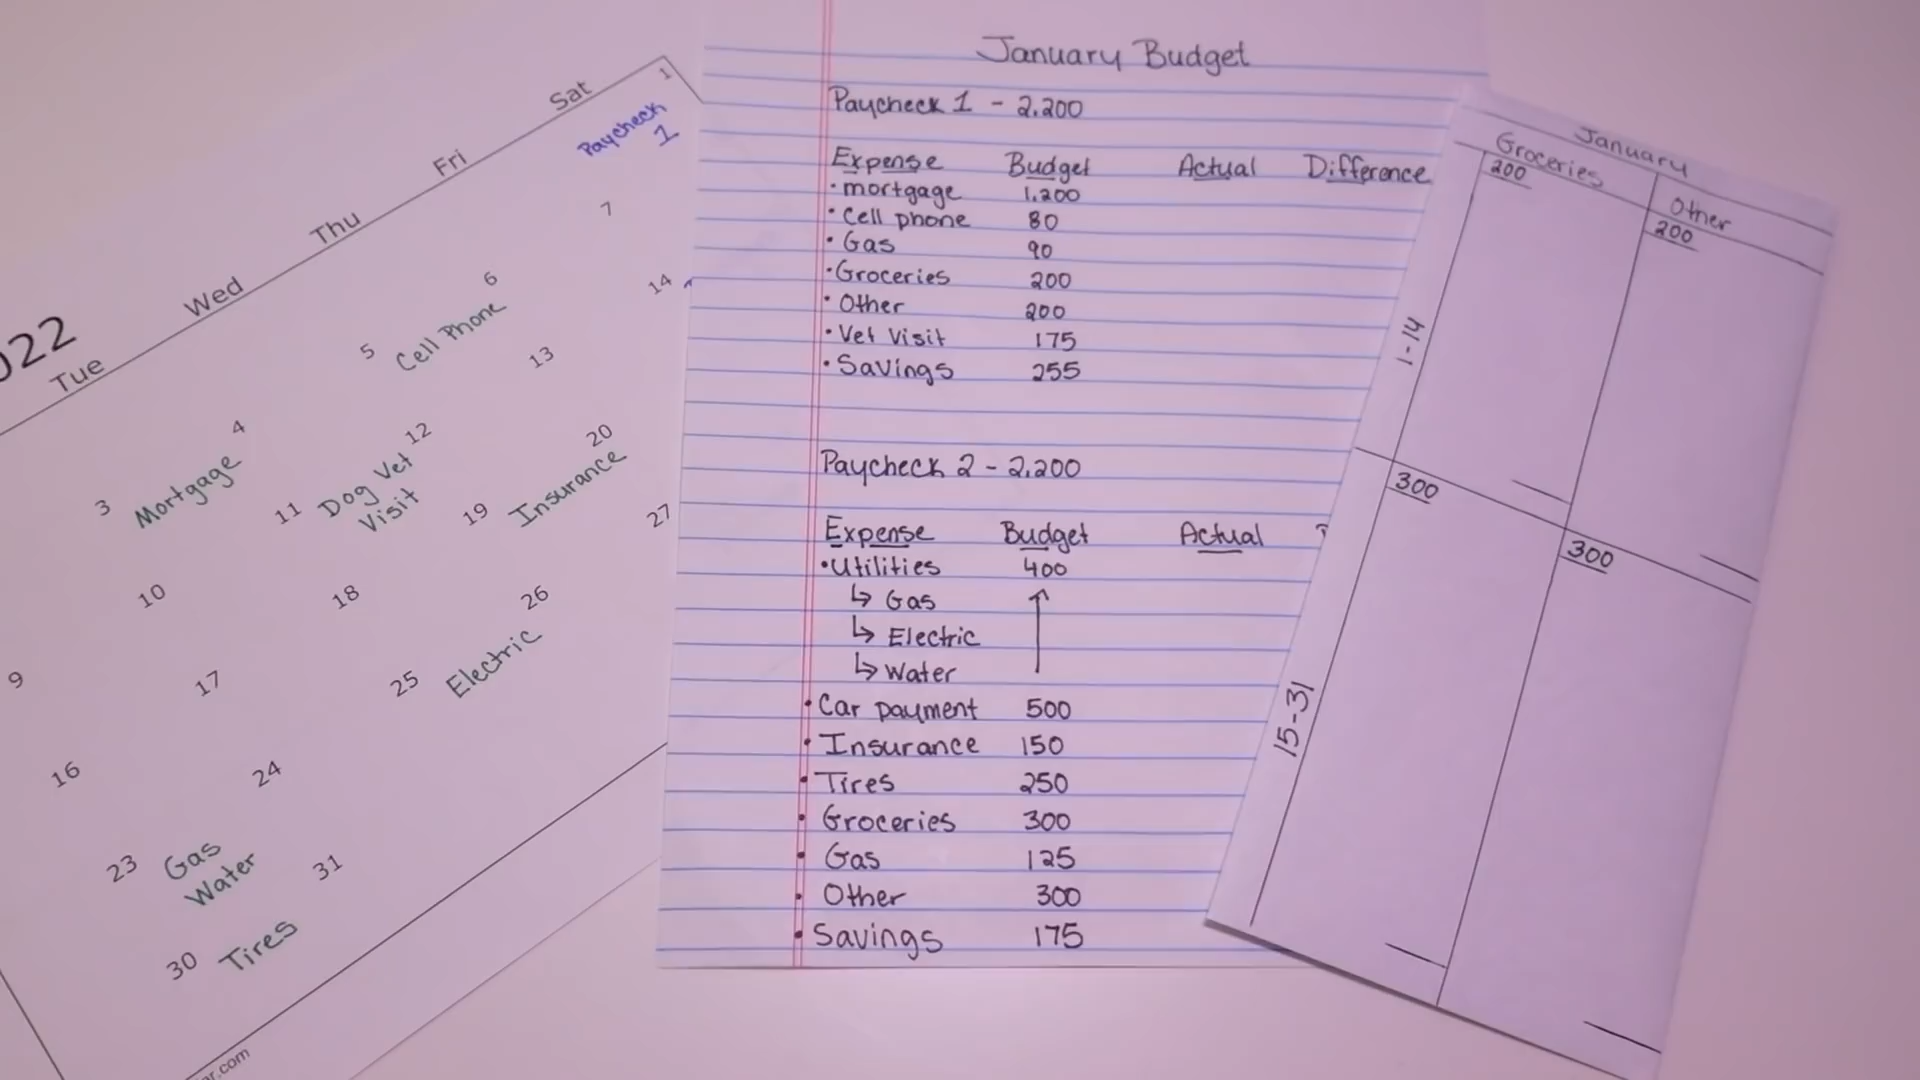 022
Tue Wed Thu Fri Sat
1
Paycheck
1
3 4 5 6 7
Mortgage
Cell Phone
9 10 11 12 13 14
Dog Vet
Visit
16 17 18 19 20
Insurance
23 24 25 26 27
Gas
Water
Electric
30 31
Tires
r.com
January Budget
Paycheck 1 - 2,200
Expense Budget Actual Difference
• mortgage 1,200
• Cell phone 80
• Gas 90
• Groceries 200
• Other 200
• Vet Visit 175
• Savings 255
Paycheck 2 - 2,200
Expense Budget Actual
• Utilities 400
↳ Gas
↳ Electric
↳ Water
• Car payment 500
• Insurance 150
• Tires 250
• Groceries 300
• Gas 125
• Other 300
• Savings 175
January
Groceries Other
200 200
1-14
300 300
15-31